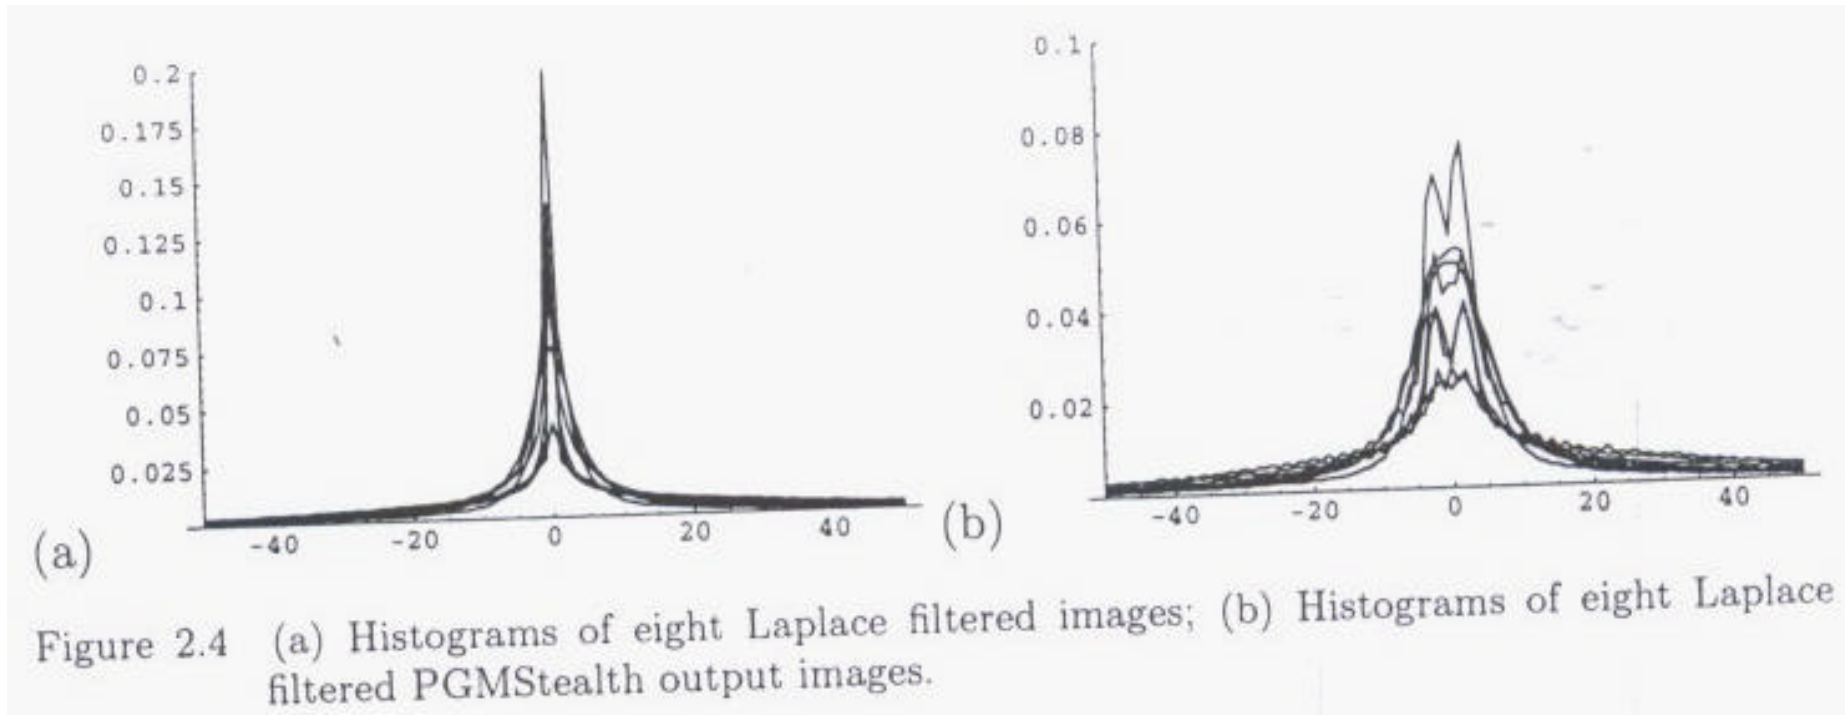 0.2
0.175
0.15
0.125
0.1
0.075
0.05
0.025
-40 -20 0 20 40
(a)
0.1
0.08
0.06
0.04
0.02
-40 -20 0 20 40
(b)
Figure 2.4 (a) Histograms of eight Laplace filtered images; (b) Histograms of eight Laplace
filtered PGMStealth output images.